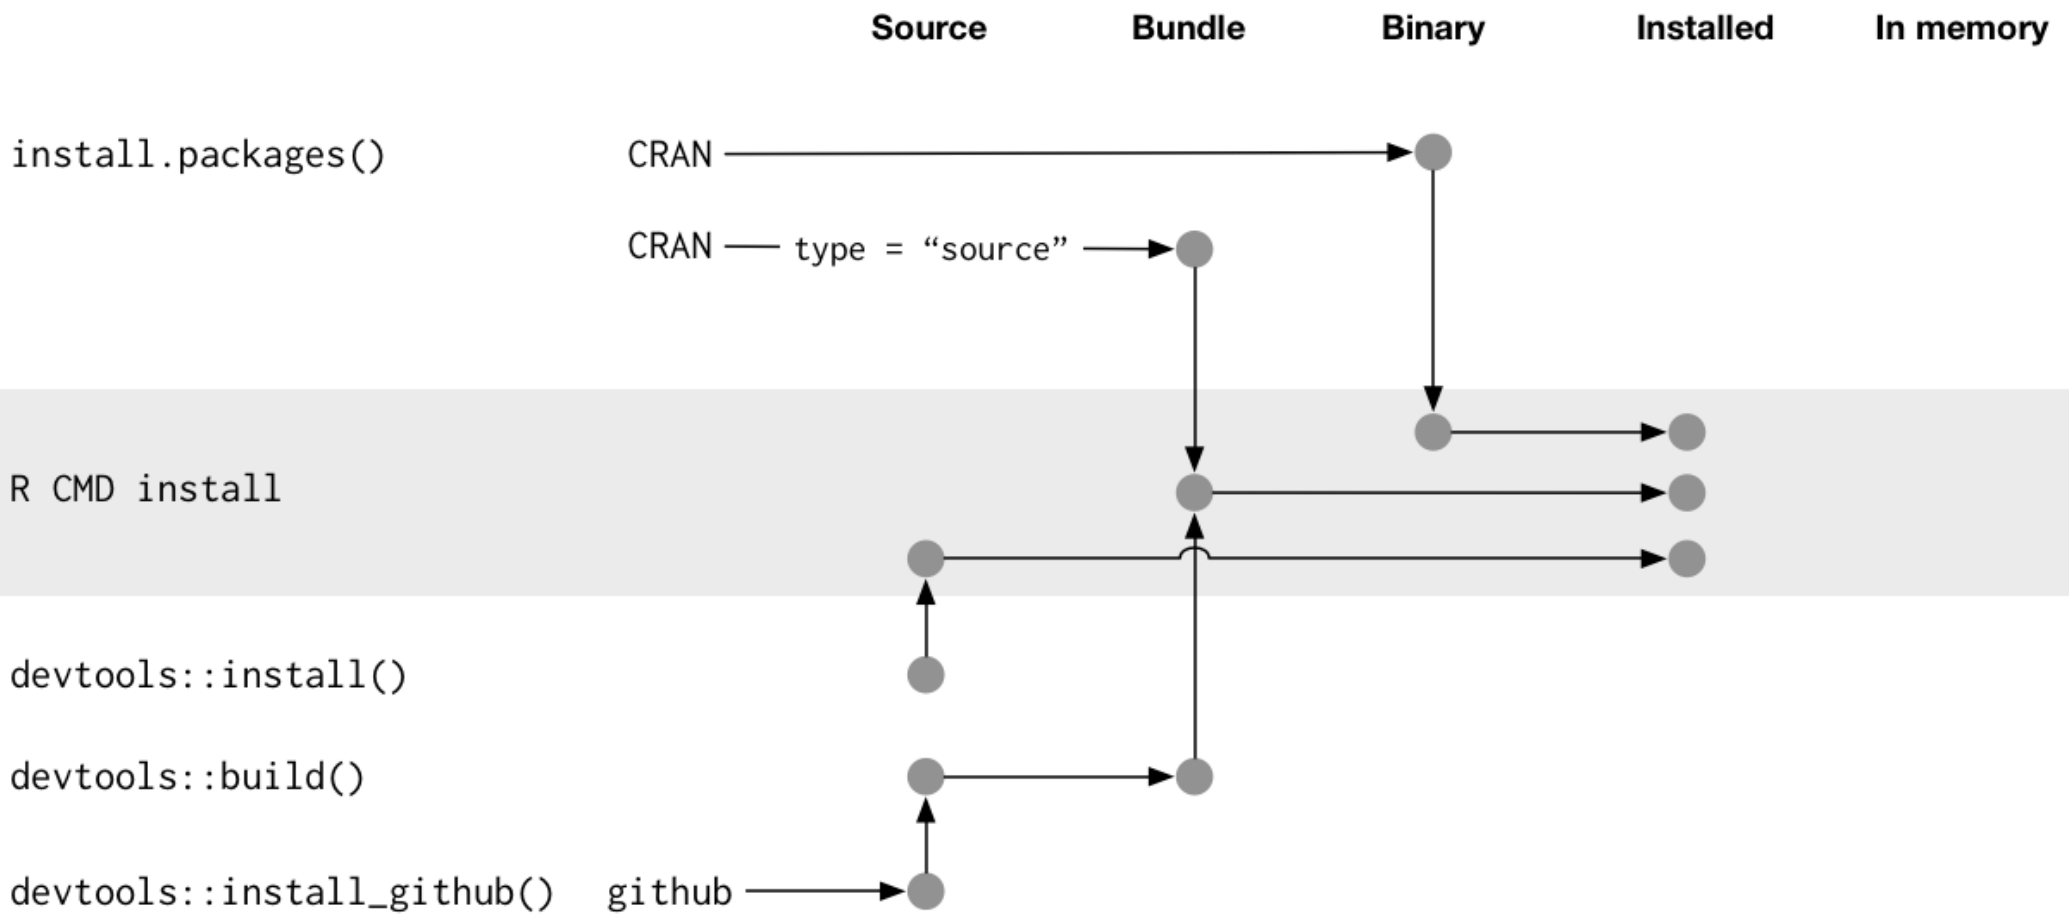 Source Bundle Binary Installed In memory
install.packages() CRAN
CRAN type = “source”
R CMD install
devtools::install()
devtools::build()
devtools::install_github() github